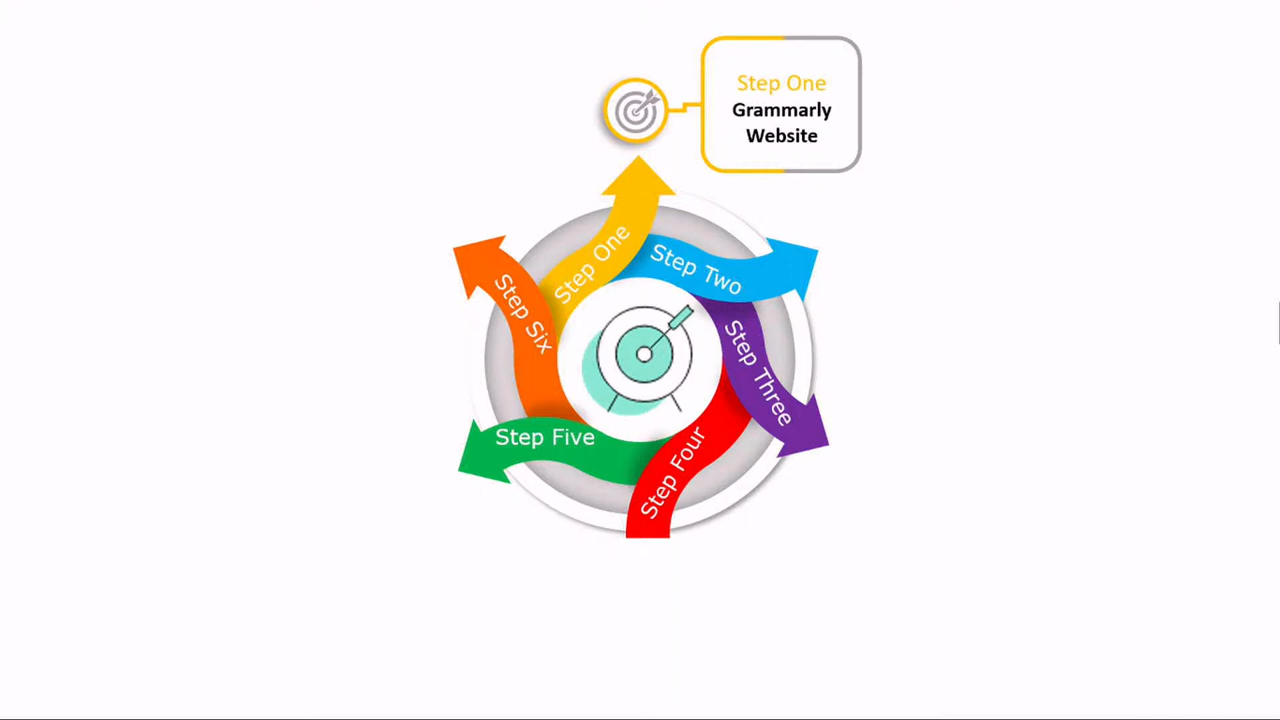 Step One
Grammarly
Website
Step One
Step Two
Step Three
Step Four
Step Five
Step Six